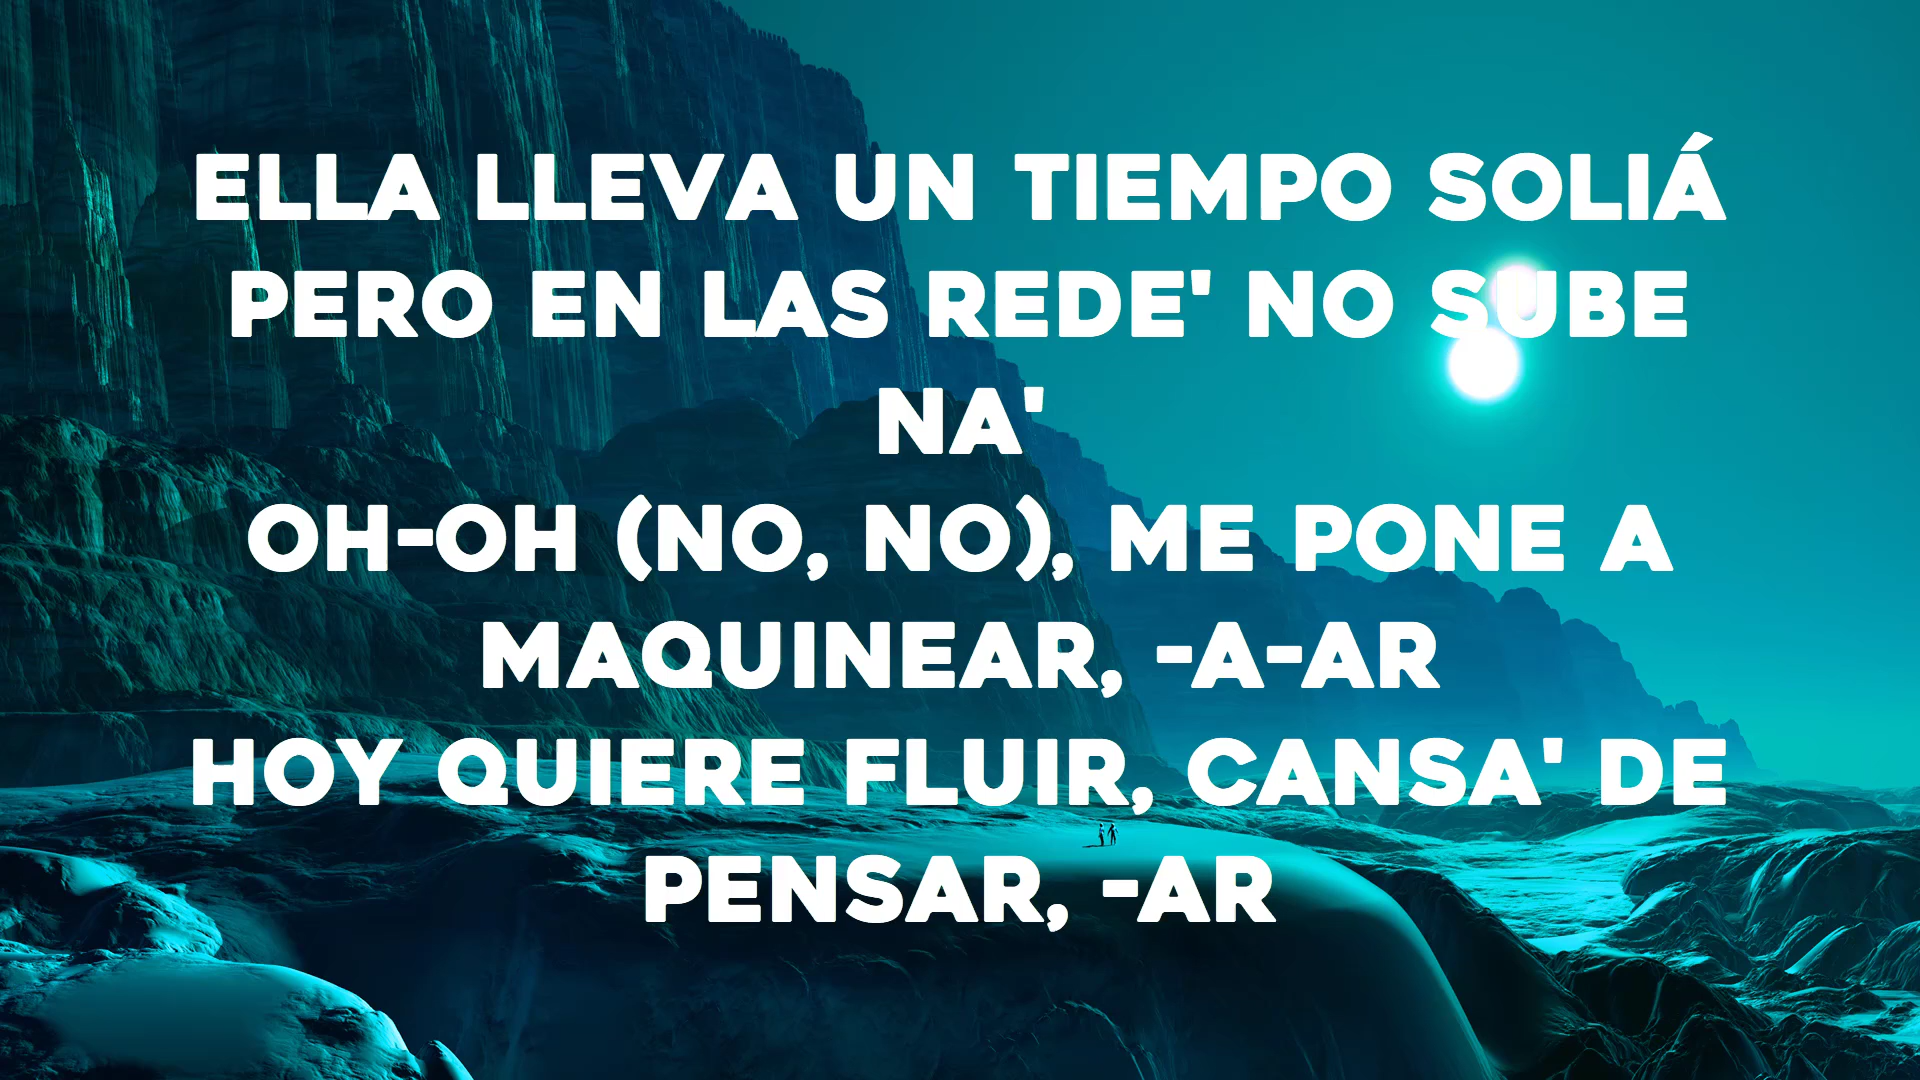 ELLA LLEVA UN TIEMPO SOLIÁ
PERO EN LAS REDE' NO SUBE
NA'
OH-OH (NO, NO), ME PONE A
MAQUINEAR, -A-AR
HOY QUIERE FLUIR, CANSA' DE
PENSAR, -AR